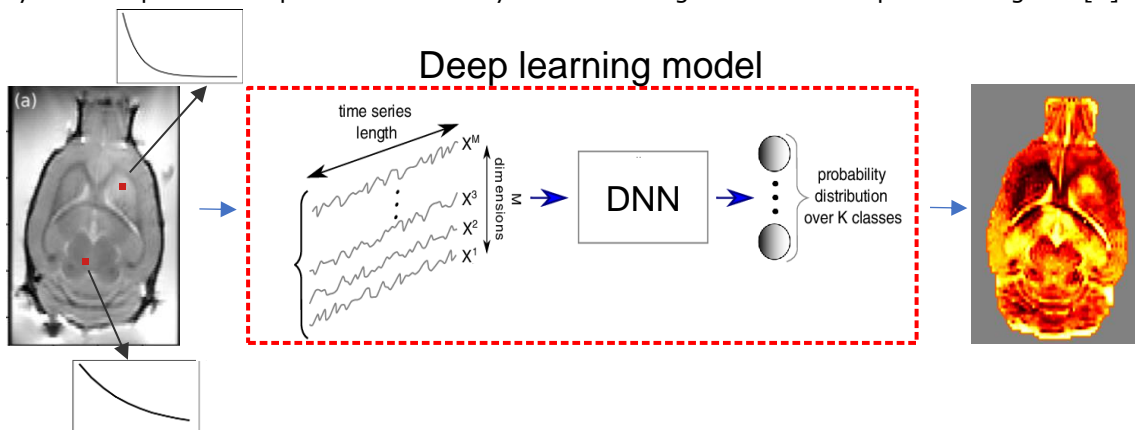 Deep learning model
(a)
time series
length
X^M
X^3
X^2
X^1
M
dimensions
DNN
probability
distribution
over K classes